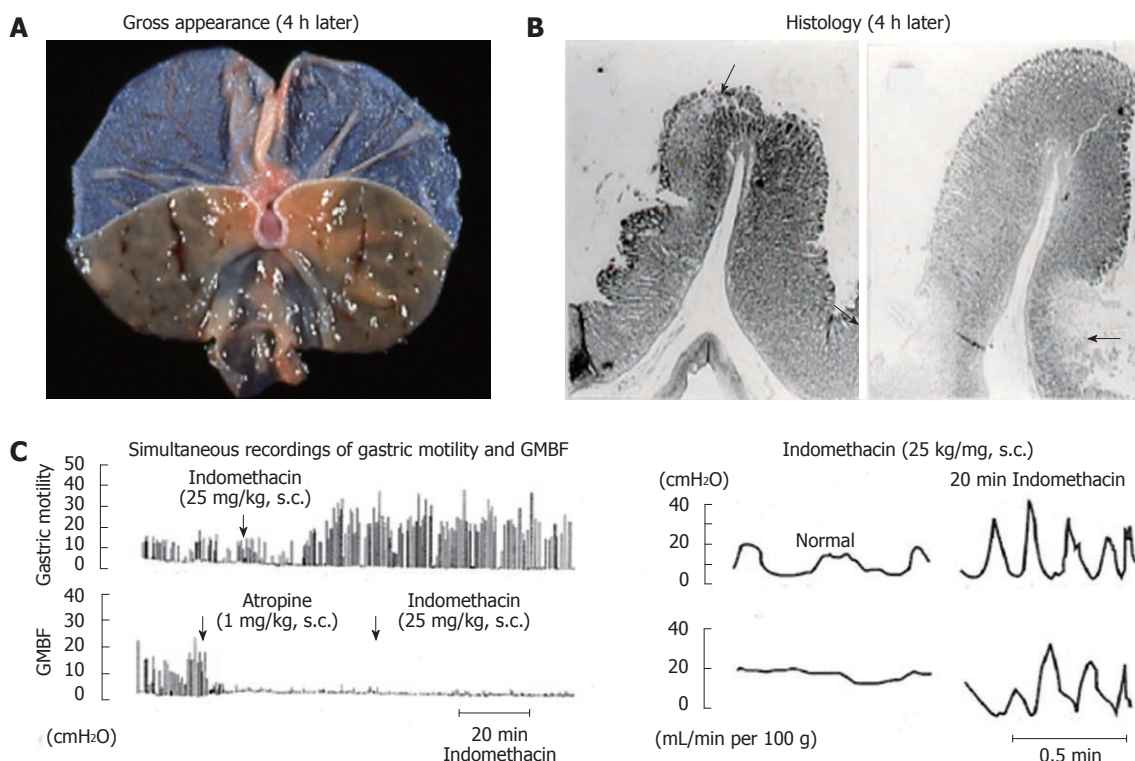 A
Gross appearance (4 h later)
B
Histology (4 h later)
C
Simultaneous recordings of gastric motility and GMBF
Gastric motility
50
40
30
20
10
0
Indomethacin
(25 mg/kg, s.c.)
GMBF
40
30
20
10
0
Atropine
(1 mg/kg, s.c.)
Indomethacin
(25 mg/kg, s.c.)
(cmH2O)
20 min
Indomethacin
Indomethacin (25 kg/mg, s.c.)
(cmH2O)
20 min Indomethacin
40
20
0
Normal
40
20
0
(mL/min per 100 g)
0.5 min